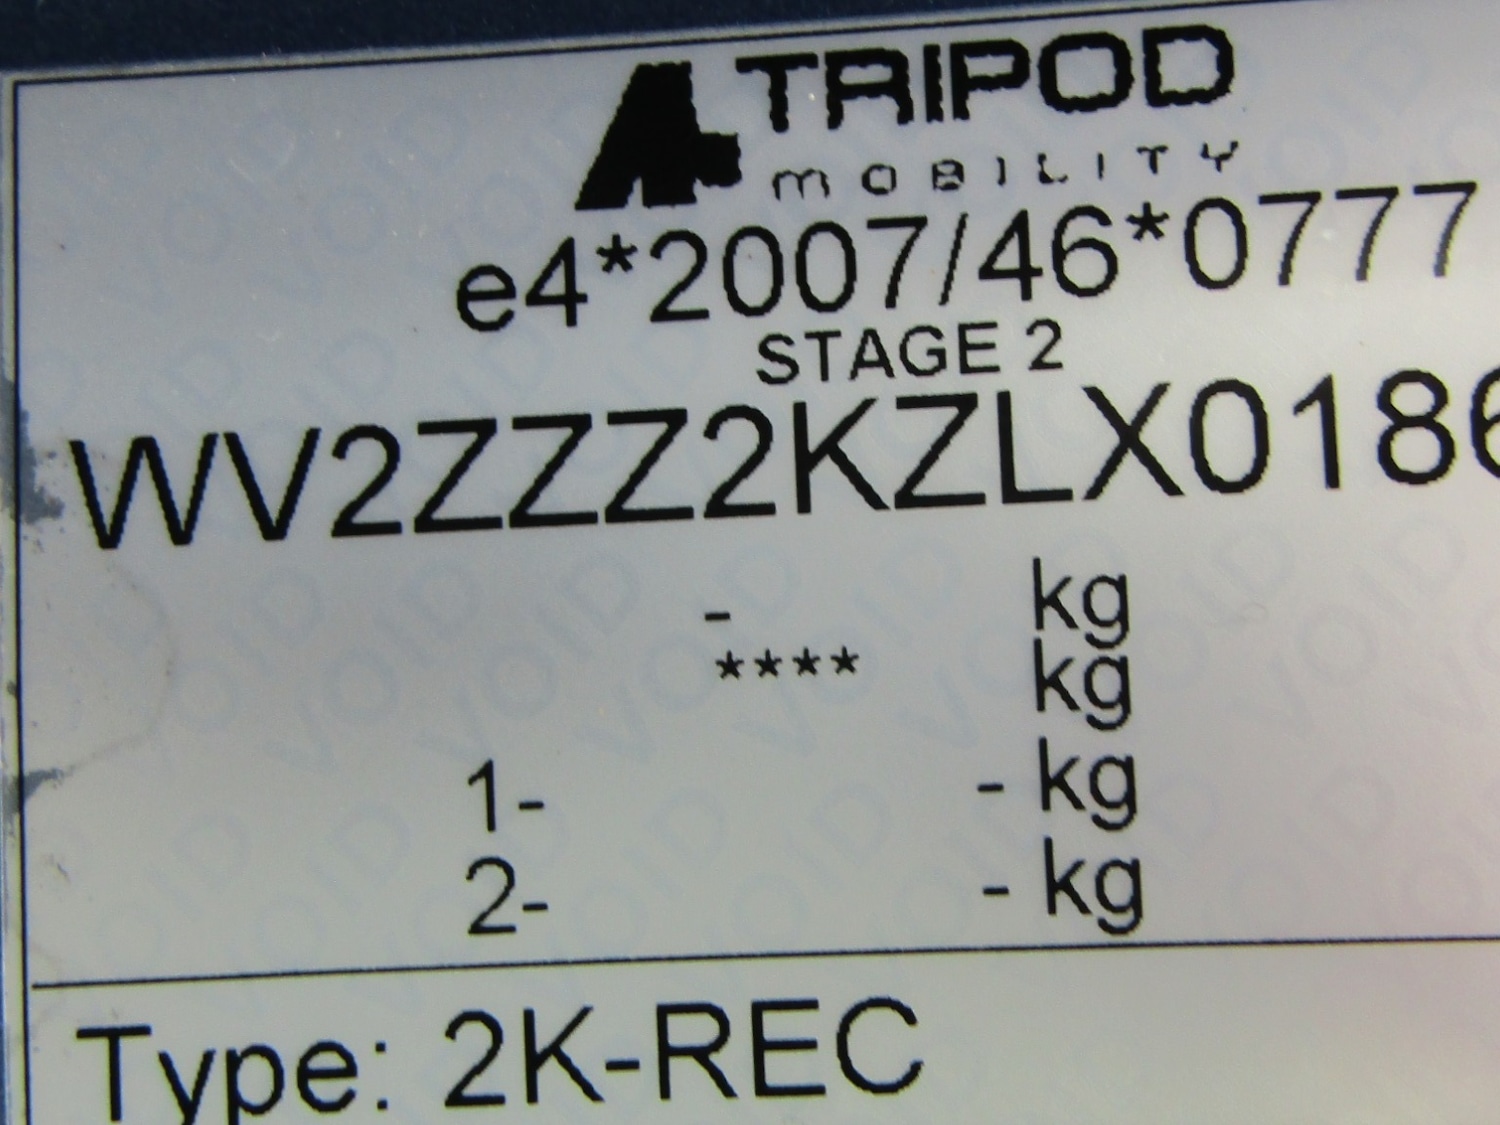 TRIPOD
MOBILITY
e4*2007/46*0777
STAGE 2
WV2ZZZ2KZLX0186
- kg
**** kg
1- - kg
2- - kg
Type: 2K-REC